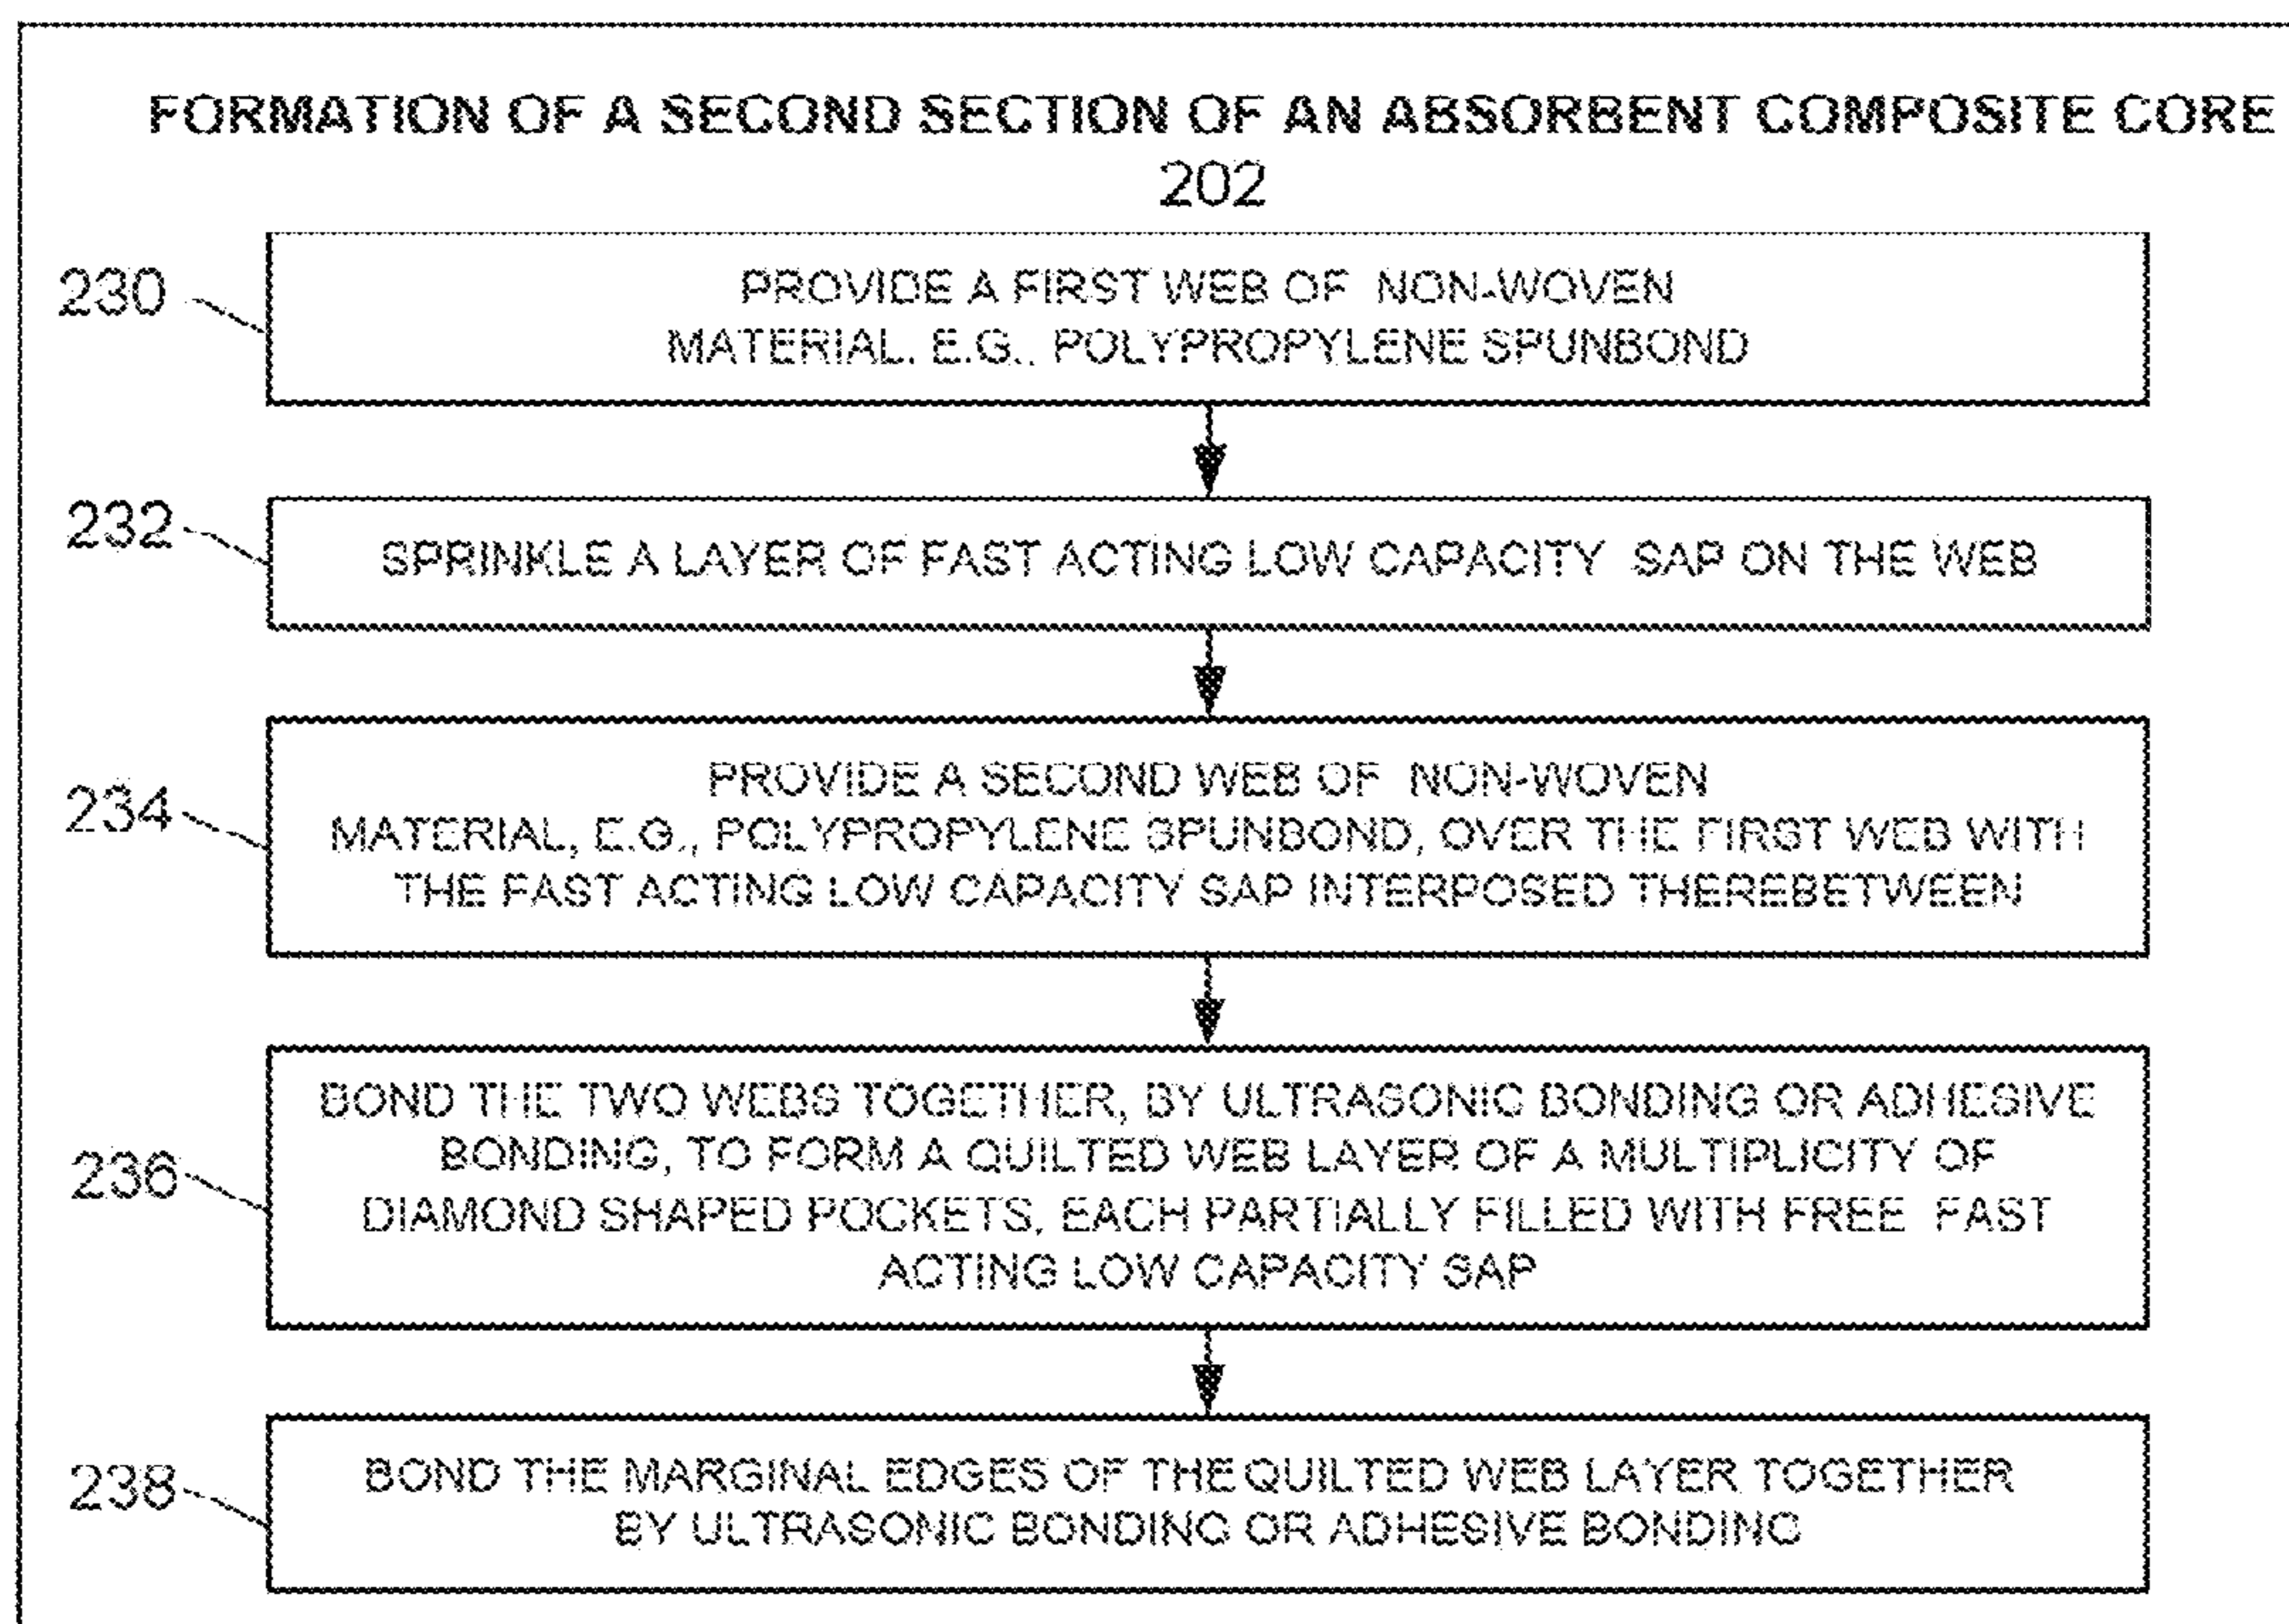 FORMATION OF A SECOND SECTION OF AN ABSORBENT COMPOSITE CORE
202
230
PROVIDE A FIRST WEB OF NON-WOVEN
MATERIAL. E.G., POLYPROPYLENE SPUNBOND
232
SPRINKLE A LAYER OF FAST ACTING LOW CAPACITY SAP ON THE WEB
234
PROVIDE A SECOND WEB OF NON-WOVEN
MATERIAL, E.G., POLYPROPYLENE SPUNBOND, OVER THE FIRST WEB WITH
THE FAST ACTING LOW CAPACITY SAP INTERPOSED THEREBETWEEN
236
BOND THE TWO WEBS TOGETHER, BY ULTRASONIC BONDING OR ADHESIVE
BONDING, TO FORM A QUILTED WEB LAYER OF A MULTIPLICITY OF
DIAMOND SHAPED POCKETS, EACH PARTIALLY FILLED WITH FREE FAST
ACTING LOW CAPACITY SAP
238
BOND THE MARGINAL EDGES OF THE QUILTED WEB LAYER TOGETHER
BY ULTRASONIC BONDING OR ADHESIVE BONDING